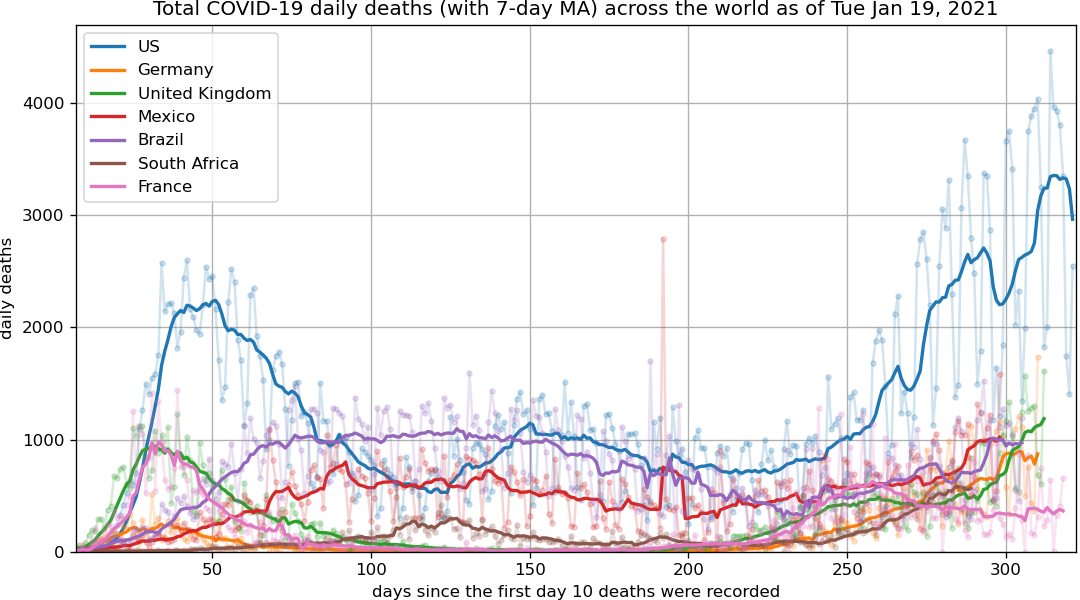 Total COVID-19 daily deaths (with 7-day MA) across the world as of Tue Jan 19, 2021
US
Germany
United Kingdom
Mexico
Brazil
South Africa
France
4000
3000
2000
1000
0
daily deaths
50 100 150 200 250 300
days since the first day 10 deaths were recorded